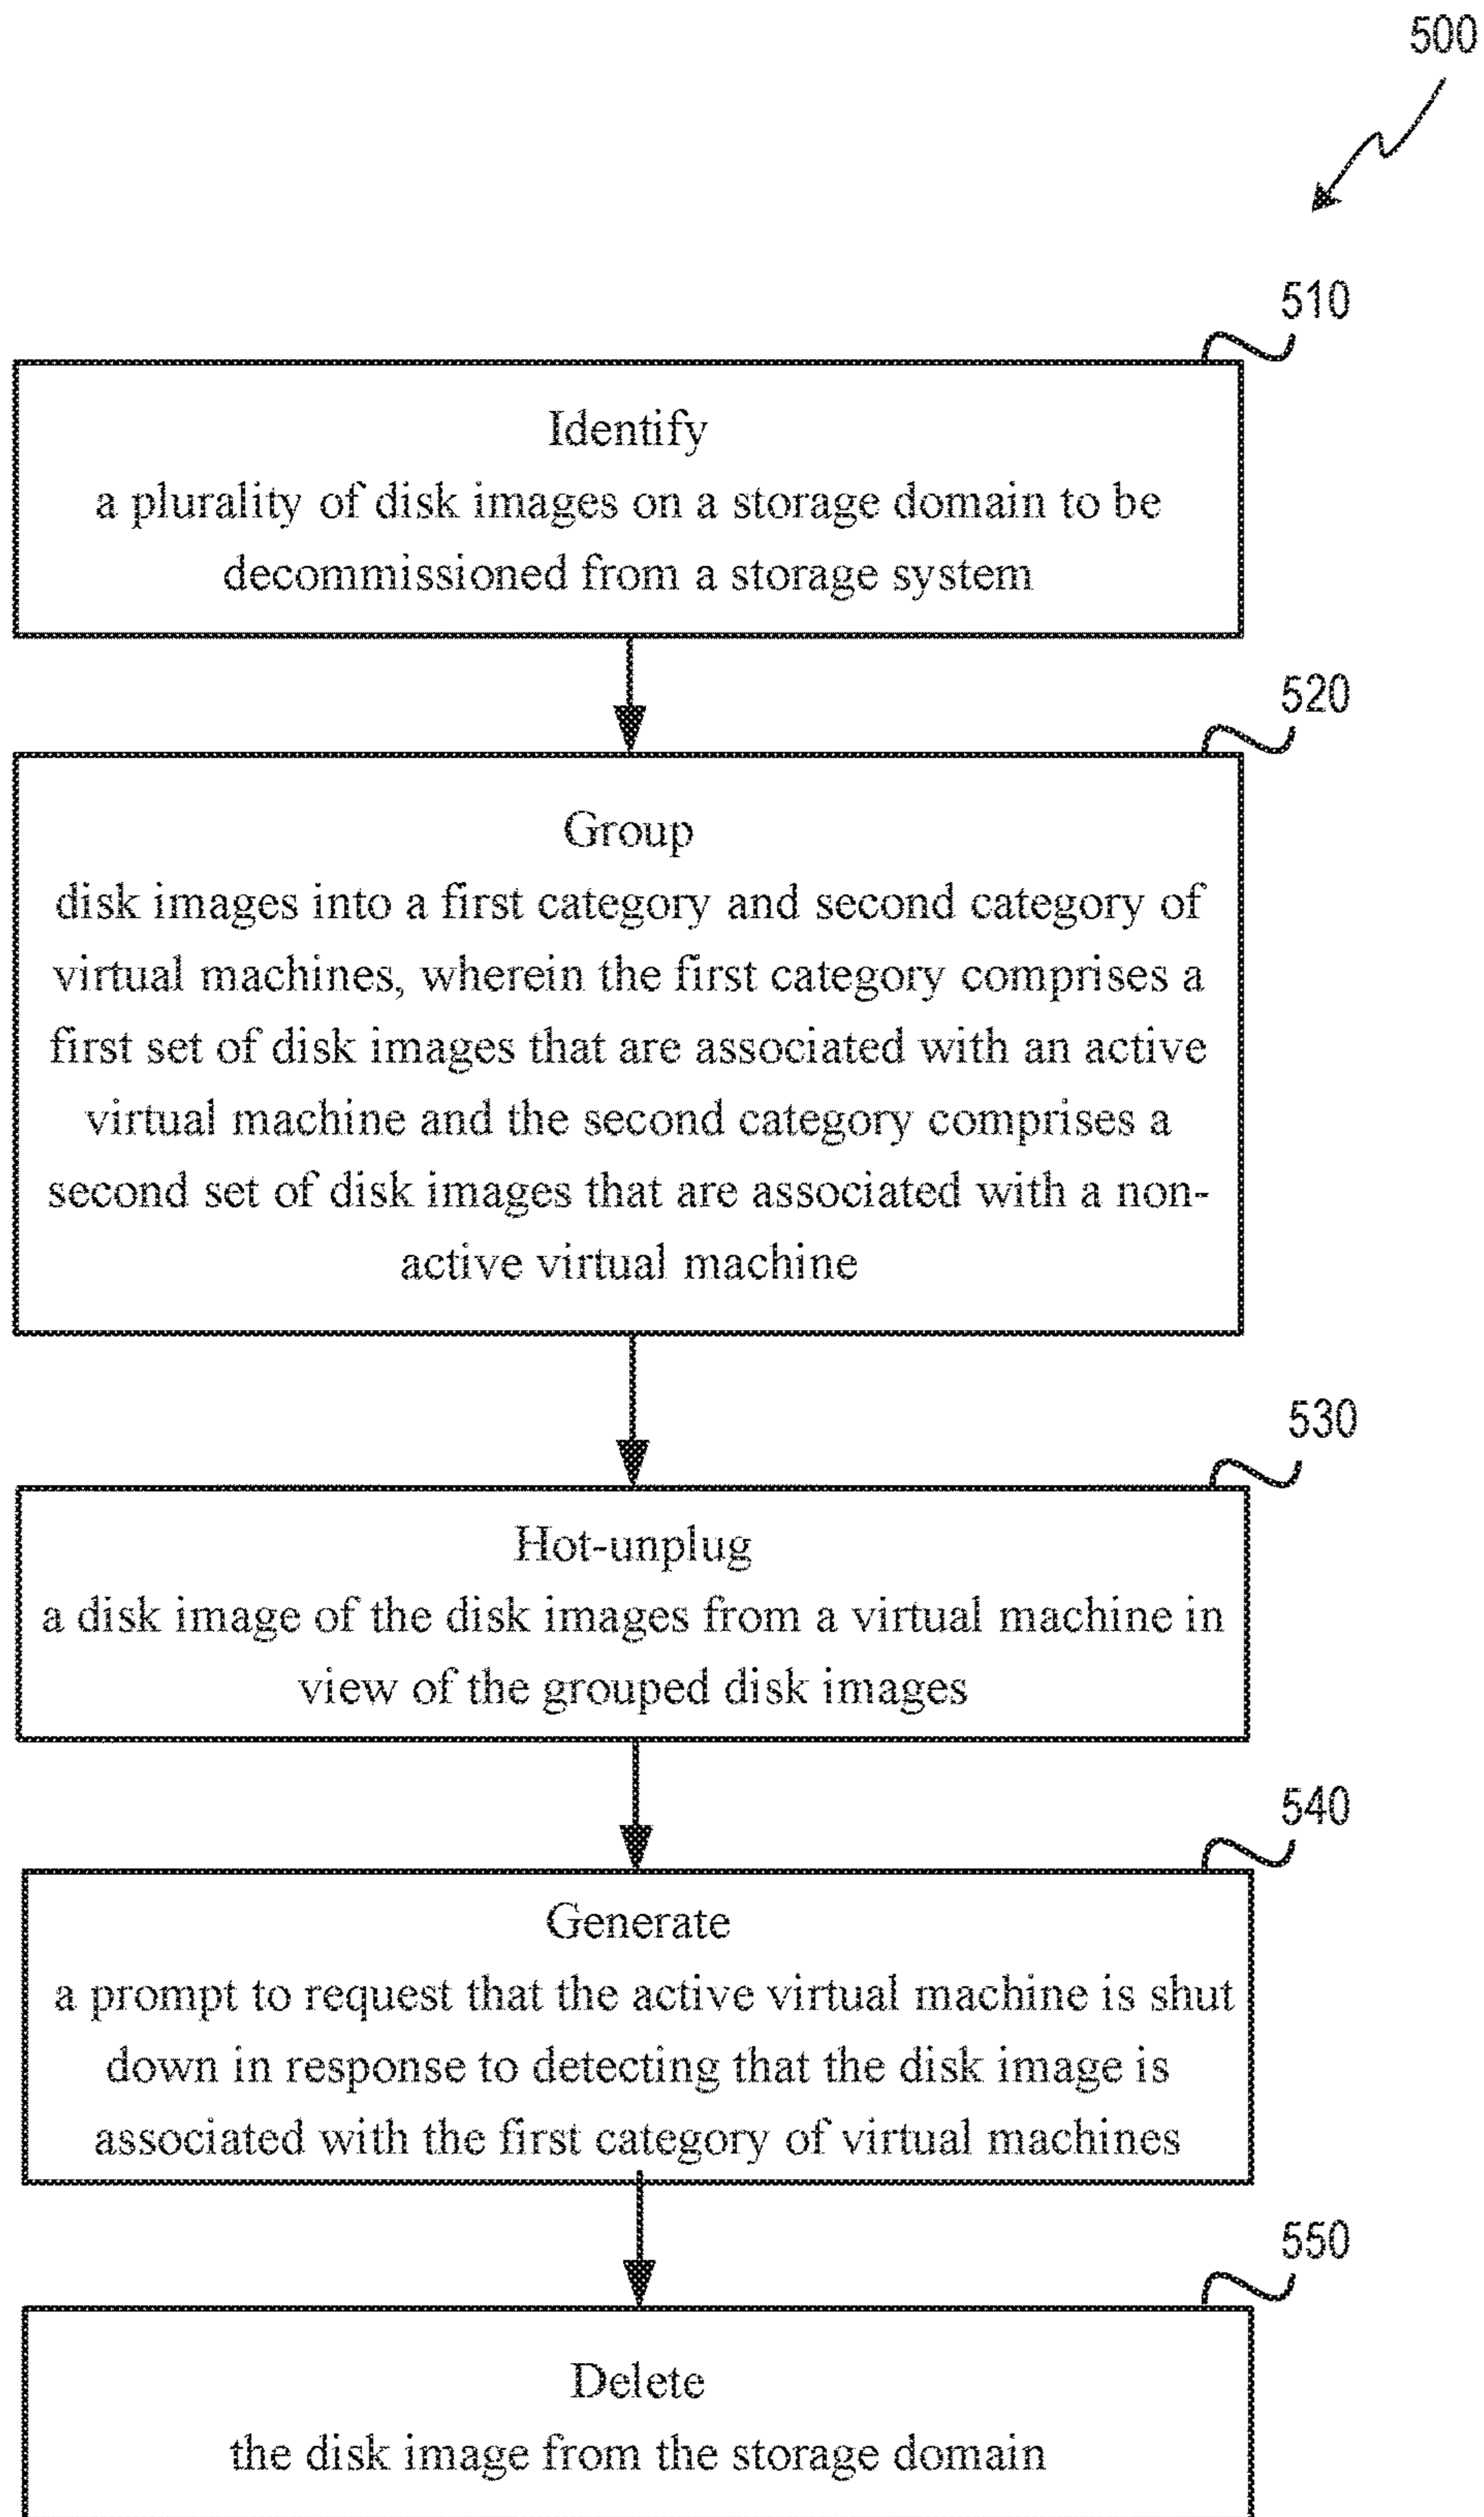 500
510
Identify
a plurality of disk images on a storage domain to be
decommissioned from a storage system
520
Group
disk images into a first category and second category of
virtual machines, wherein the first category comprises a
first set of disk images that are associated with an active
virtual machine and the second category comprises a
second set of disk images that are associated with a non-
active virtual machine
530
Hot-unplug
a disk image of the disk images from a virtual machine in
view of the grouped disk images
540
Generate
a prompt to request that the active virtual machine is shut
down in response to detecting that the disk image is
associated with the first category of virtual machines
550
Delete
the disk image from the storage domain